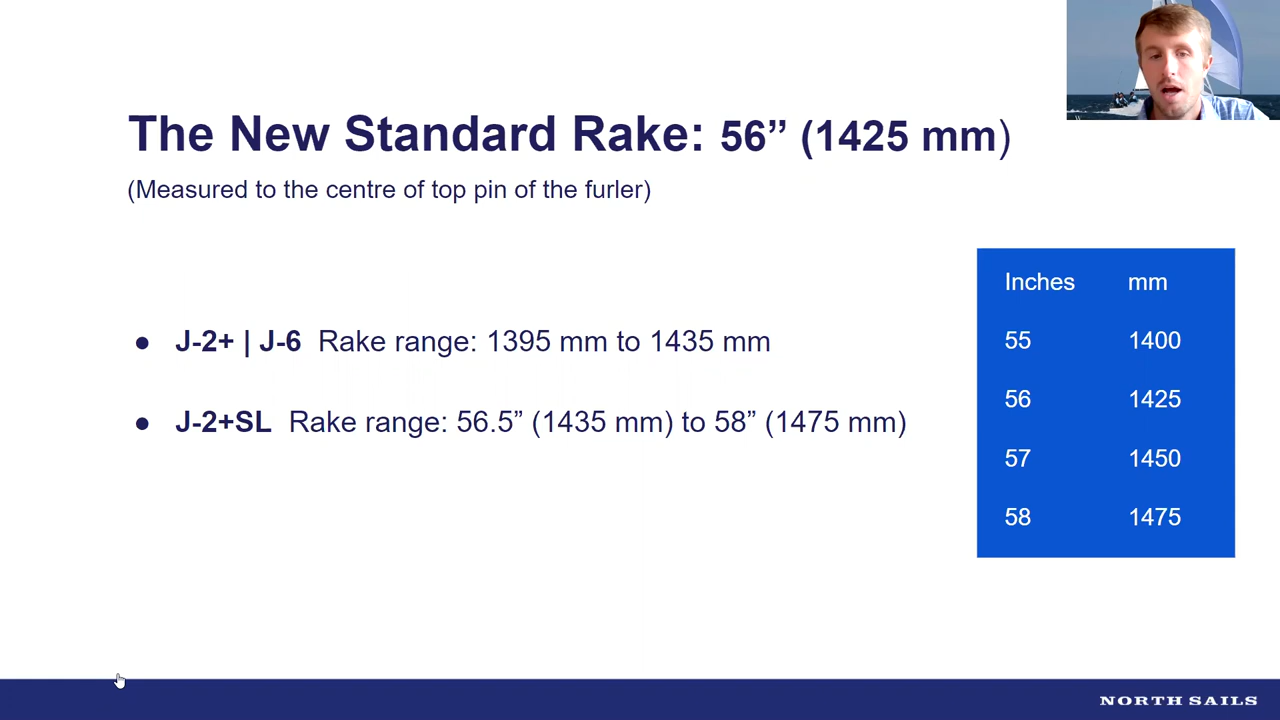 The New Standard Rake: 56” (1425 mm)
(Measured to the centre of top pin of the furler)
● J-2+ | J-6 Rake range: 1395 mm to 1435 mm
● J-2+SL Rake range: 56.5” (1435 mm) to 58” (1475 mm)
Inches mm
55 1400
56 1425
57 1450
58 1475
NORTH SAILS